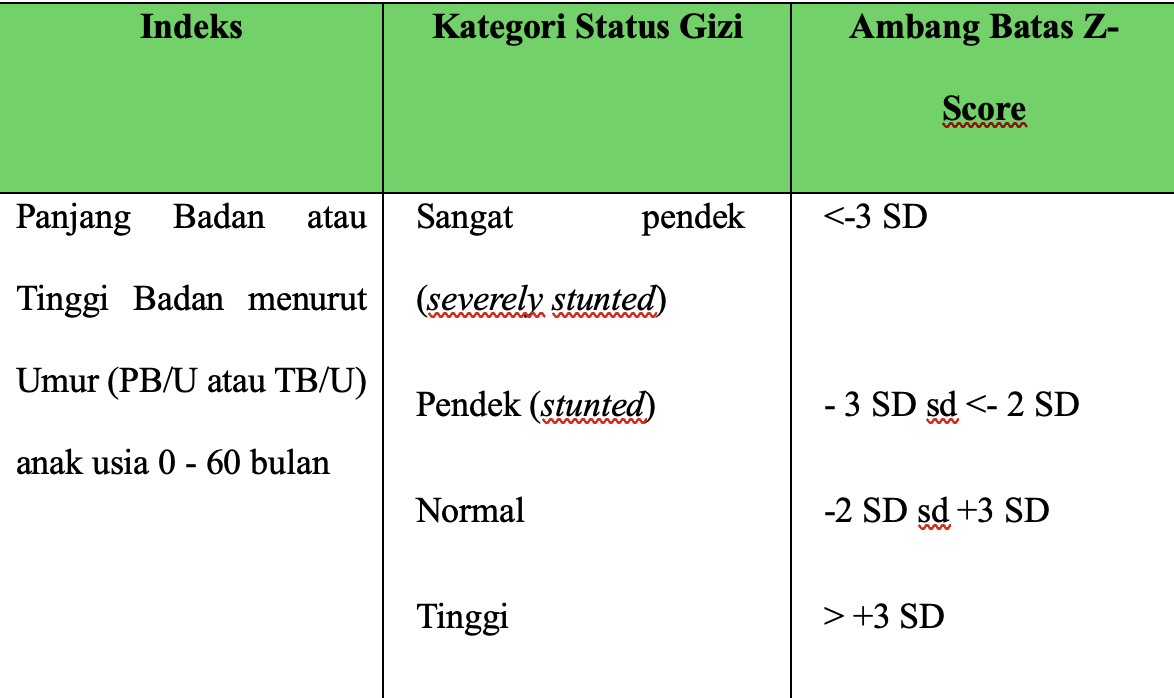 Indeks
Kategori Status Gizi
Ambang Batas Z-
Score
Panjang Badan atau
Tinggi Badan menurut
Umur (PB/U atau TB/U)
anak usia 0 - 60 bulan
Sangat pendek
(severely stunted)
<-3 SD
Pendek (stunted)
- 3 SD sd <- 2 SD
Normal
-2 SD sd +3 SD
Tinggi
> +3 SD